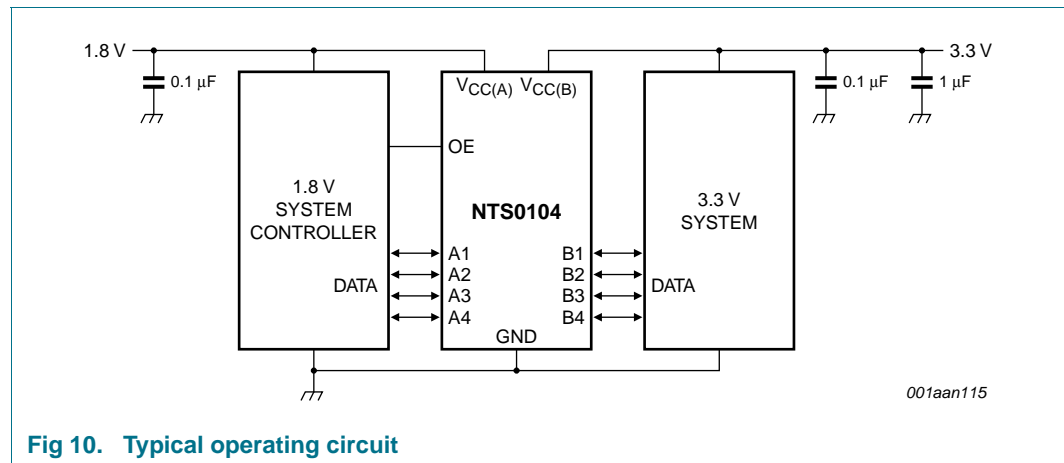 1.8 V
0.1 μF
VCC(A) VCC(B)
3.3 V
0.1 μF
1 μF
OE
1.8 V
SYSTEM
CONTROLLER
NTS0104
3.3 V
SYSTEM
A1
A2
A3
A4
DATA
B1
B2
B3
B4
DATA
GND
001aan115
Fig 10. Typical operating circuit